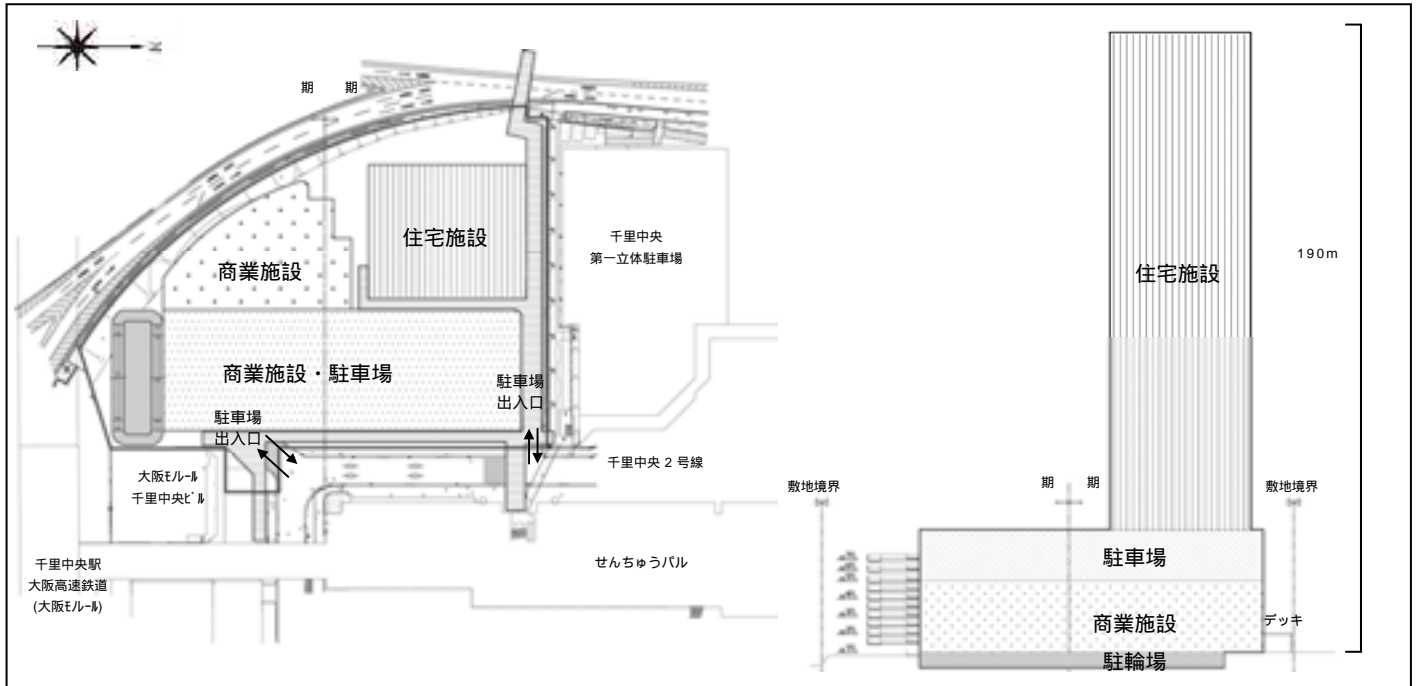 N
期 期
住宅施設
千里中央
第一立体駐車場
商業施設
商業施設・駐車場
駐車場
出入口
駐車場
出入口
千里中央2号線
大阪モノレール
千里中央ビル
せんちゅうパル
千里中央駅
大阪高速鉄道
(大阪モノレール)
住宅施設
190m
敷地境界
期 期
敷地境界
駐車場
商業施設
デッキ
駐輪場